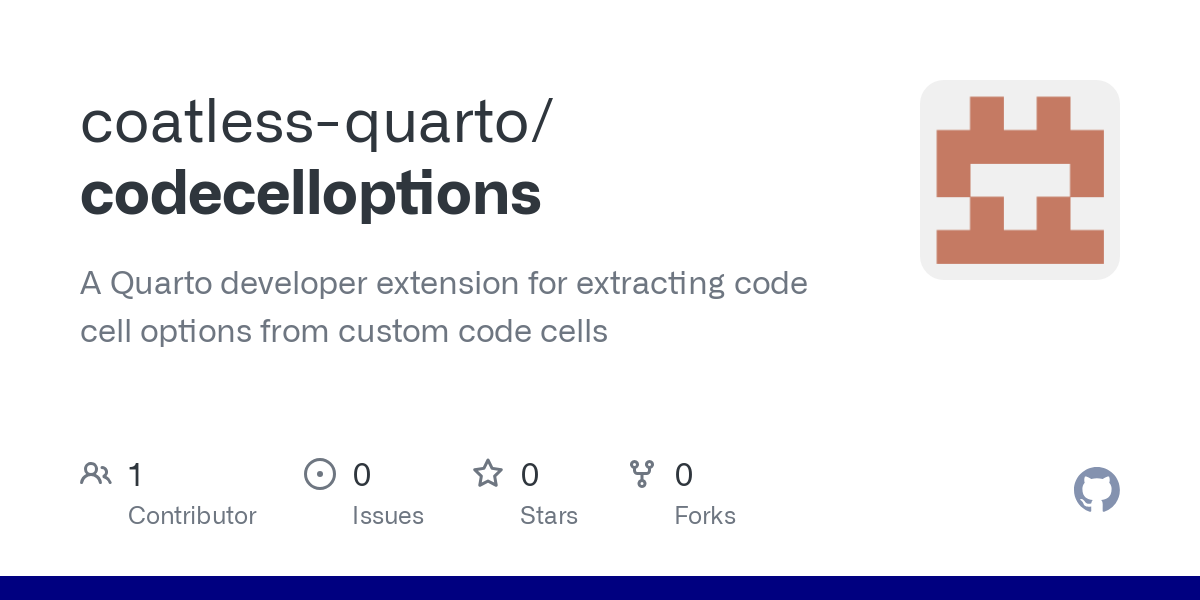 coatless-quarto/
codecelloptions
A Quarto developer extension for extracting code
cell options from custom code cells
1
Contributor
0
Issues
0
Stars
0
Forks